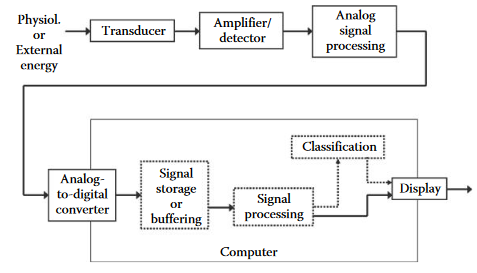 Physiol.
or
External
energy
Transducer
Amplifier/
detector
Analog
signal
processing
Analog-
to-digital
converter
Signal
storage
or
buffering
Signal
processing
Classification
Display
Computer